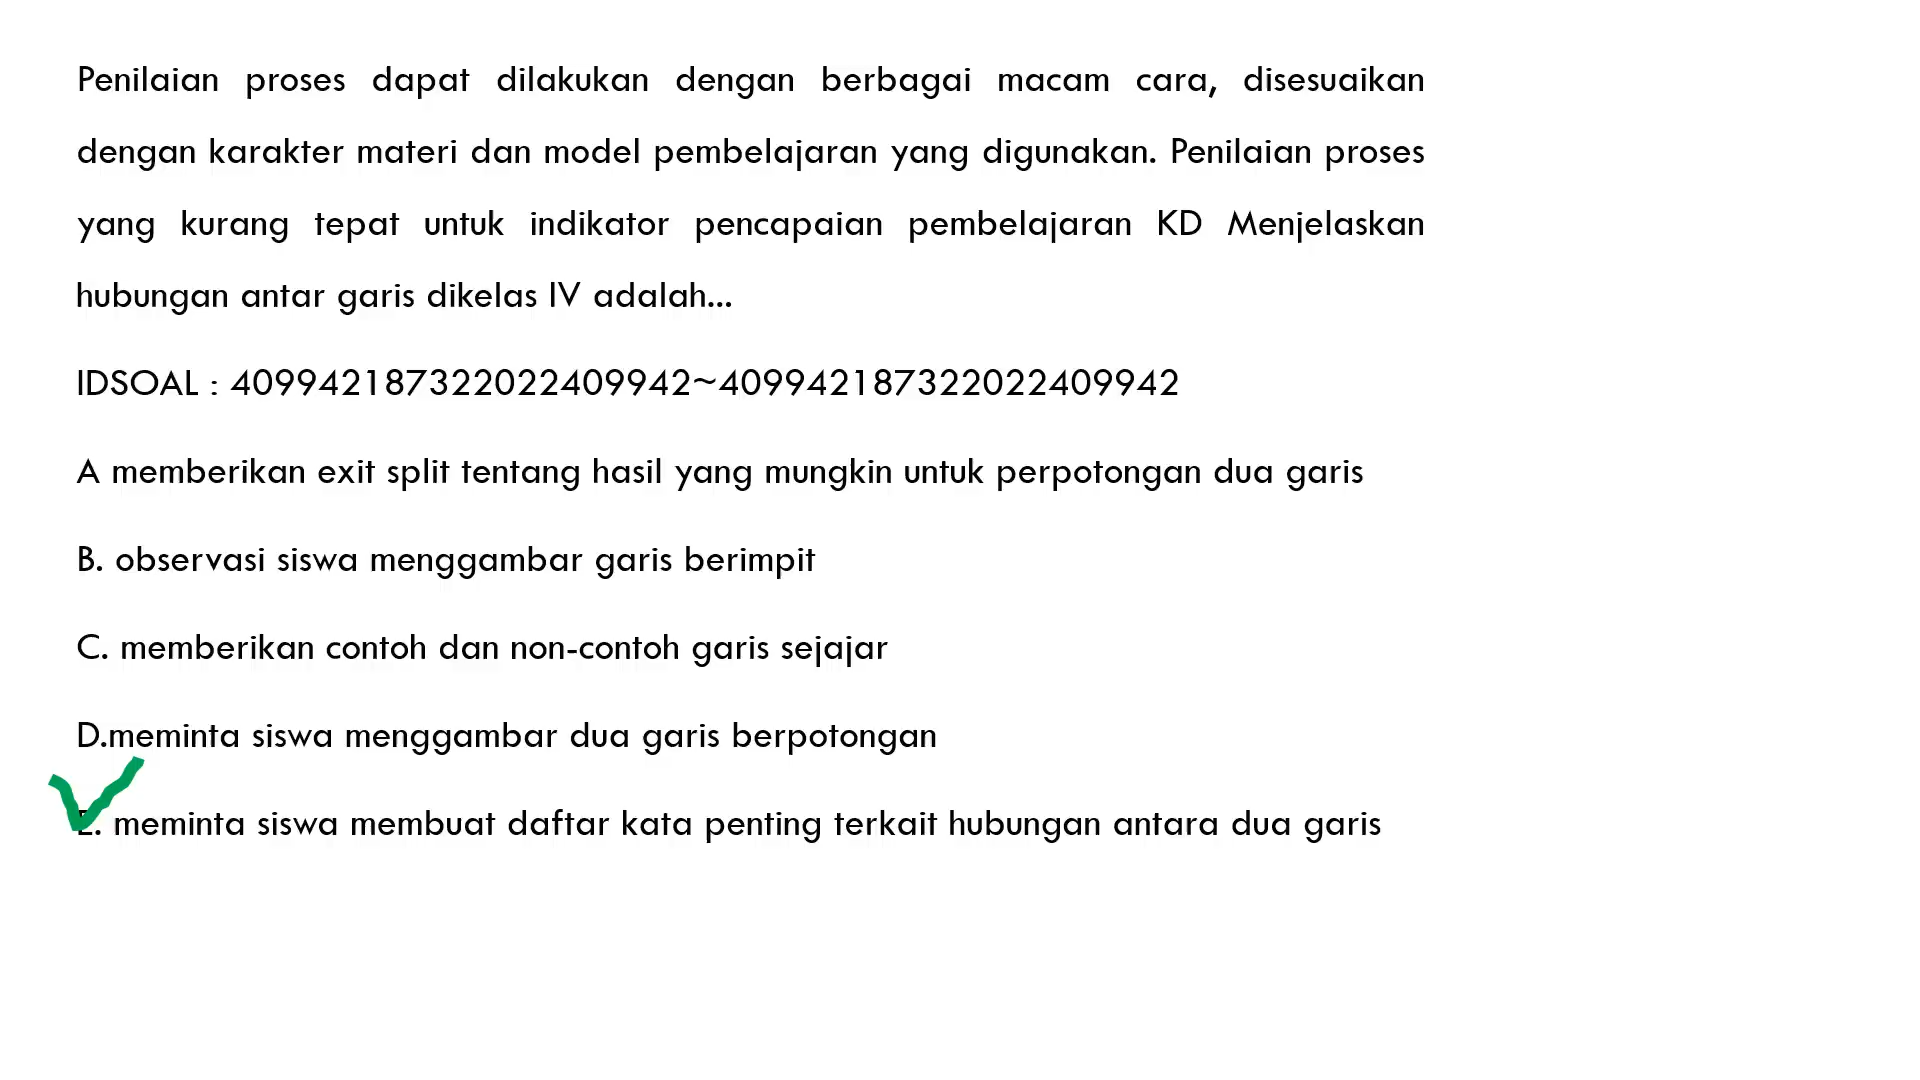 Penilaian proses dapat dilakukan dengan berbagai macam cara, disesuaikan
dengan karakter materi dan model pembelajaran yang digunakan. Penilaian proses
yang kurang tepat untuk indikator pencapaian pembelajaran KD Menjelaskan
hubungan antar garis dikelas IV adalah...
IDSOAL : 409942187322022409942~409942187322022409942
A memberikan exit split tentang hasil yang mungkin untuk perpotongan dua garis
B. observasi siswa menggambar garis berimpit
C. memberikan contoh dan non-contoh garis sejajar
D.meminta siswa menggambar dua garis berpotongan
E. meminta siswa membuat daftar kata penting terkait hubungan antara dua garis